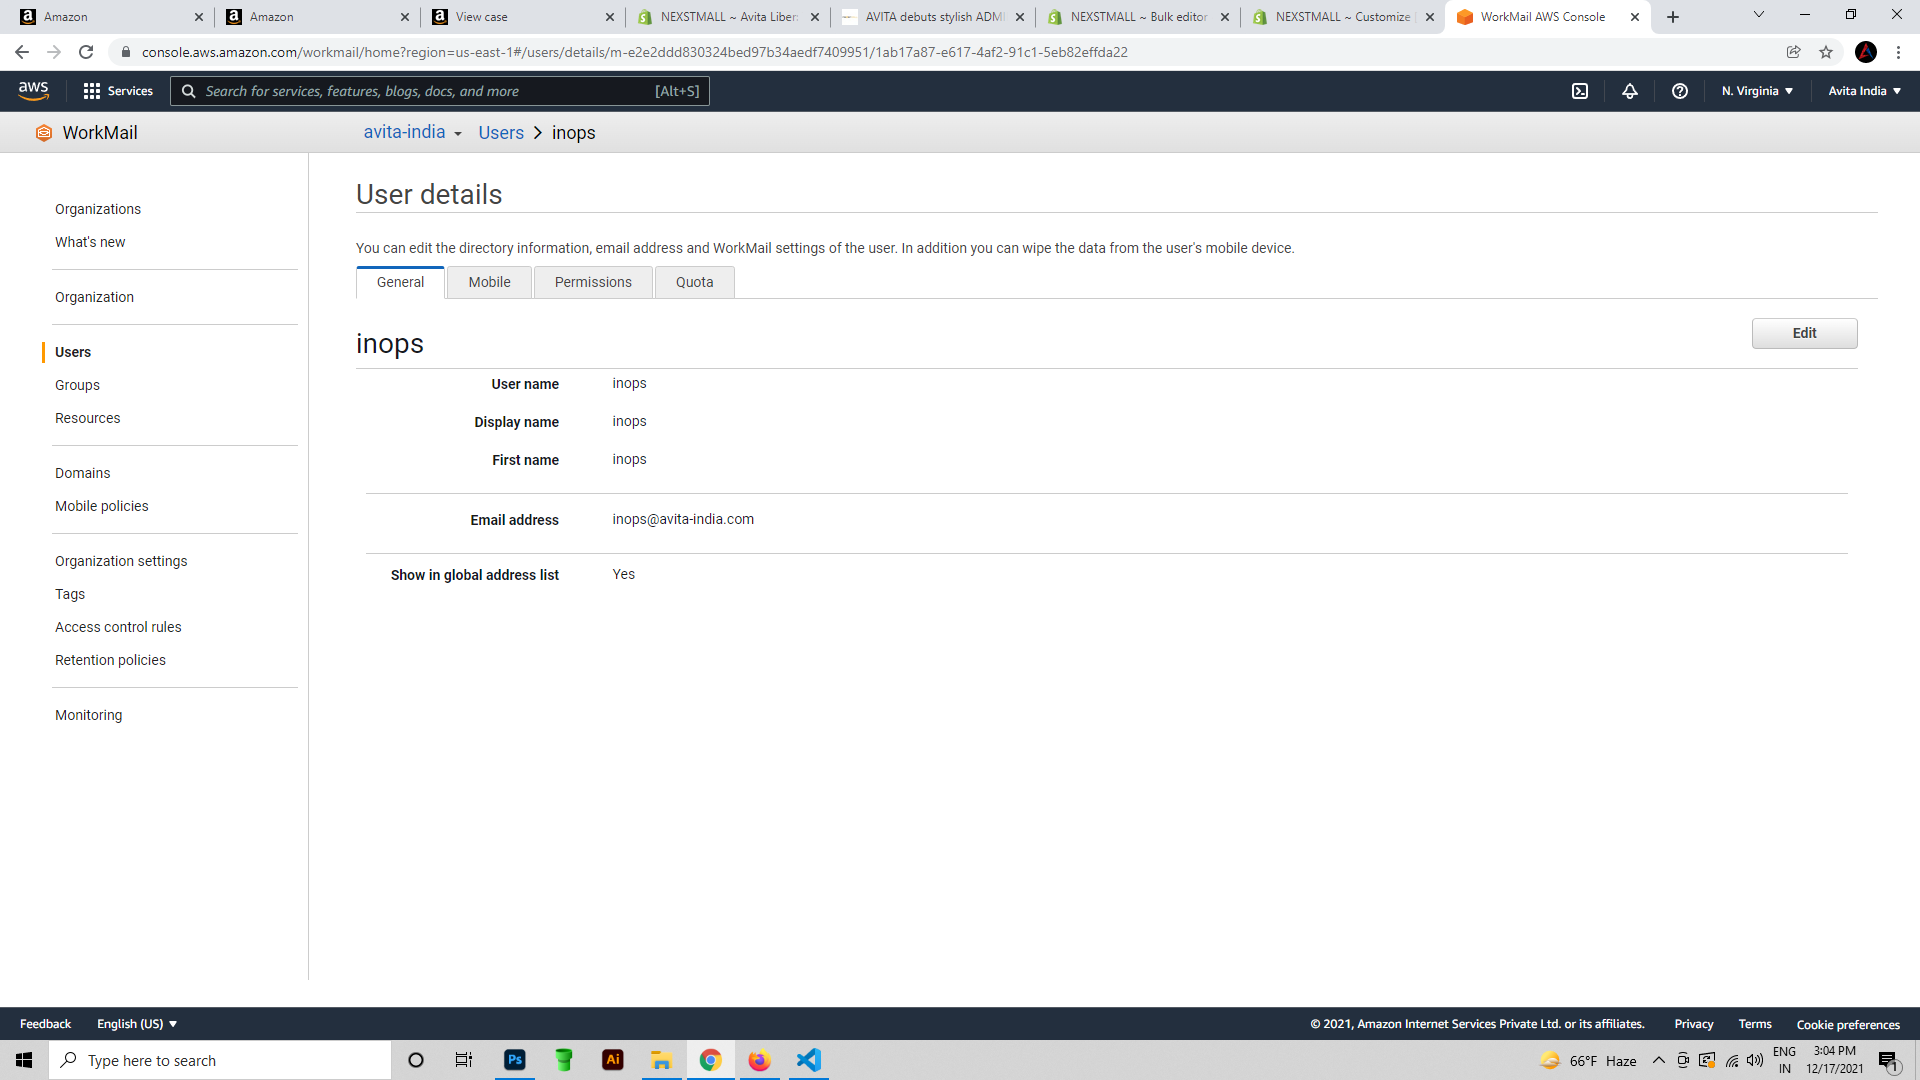 Amazon
Amazon
View case
NEXSTMALL ~ Avita Liber
AVITA debuts stylish ADMI
NEXSTMALL ~ Bulk editor
NEXSTMALL ~ Customize
WorkMail AWS Console
console.aws.amazon.com/workmail/home?region=us-east-1#/users/details/m-e2e2ddd830324bed97b34aedf7409951/1ab17a87-e617-4af2-91c1-5eb82effda22
aws
Services
Search for services, features, blogs, docs, and more
[Alt+S]
N. Virginia
Avita India
WorkMail
avita-india
Users
inops
Organizations
What's new
Organization
Users
Groups
Resources
Domains
Mobile policies
Organization settings
Tags
Access control rules
Retention policies
Monitoring
User details
You can edit the directory information, email address and WorkMail settings of the user. In addition you can wipe the data from the user's mobile device.
General
Mobile
Permissions
Quota
inops
Edit
User name inops
Display name inops
First name inops
Email address inops@avita-india.com
Show in global address list Yes
Feedback
English (US)
© 2021, Amazon Internet Services Private Ltd. or its affiliates.
Privacy
Terms
Cookie preferences
Type here to search
Ps
Ai
66°F Haze
ENG
IN
3:04 PM
12/17/2021
1